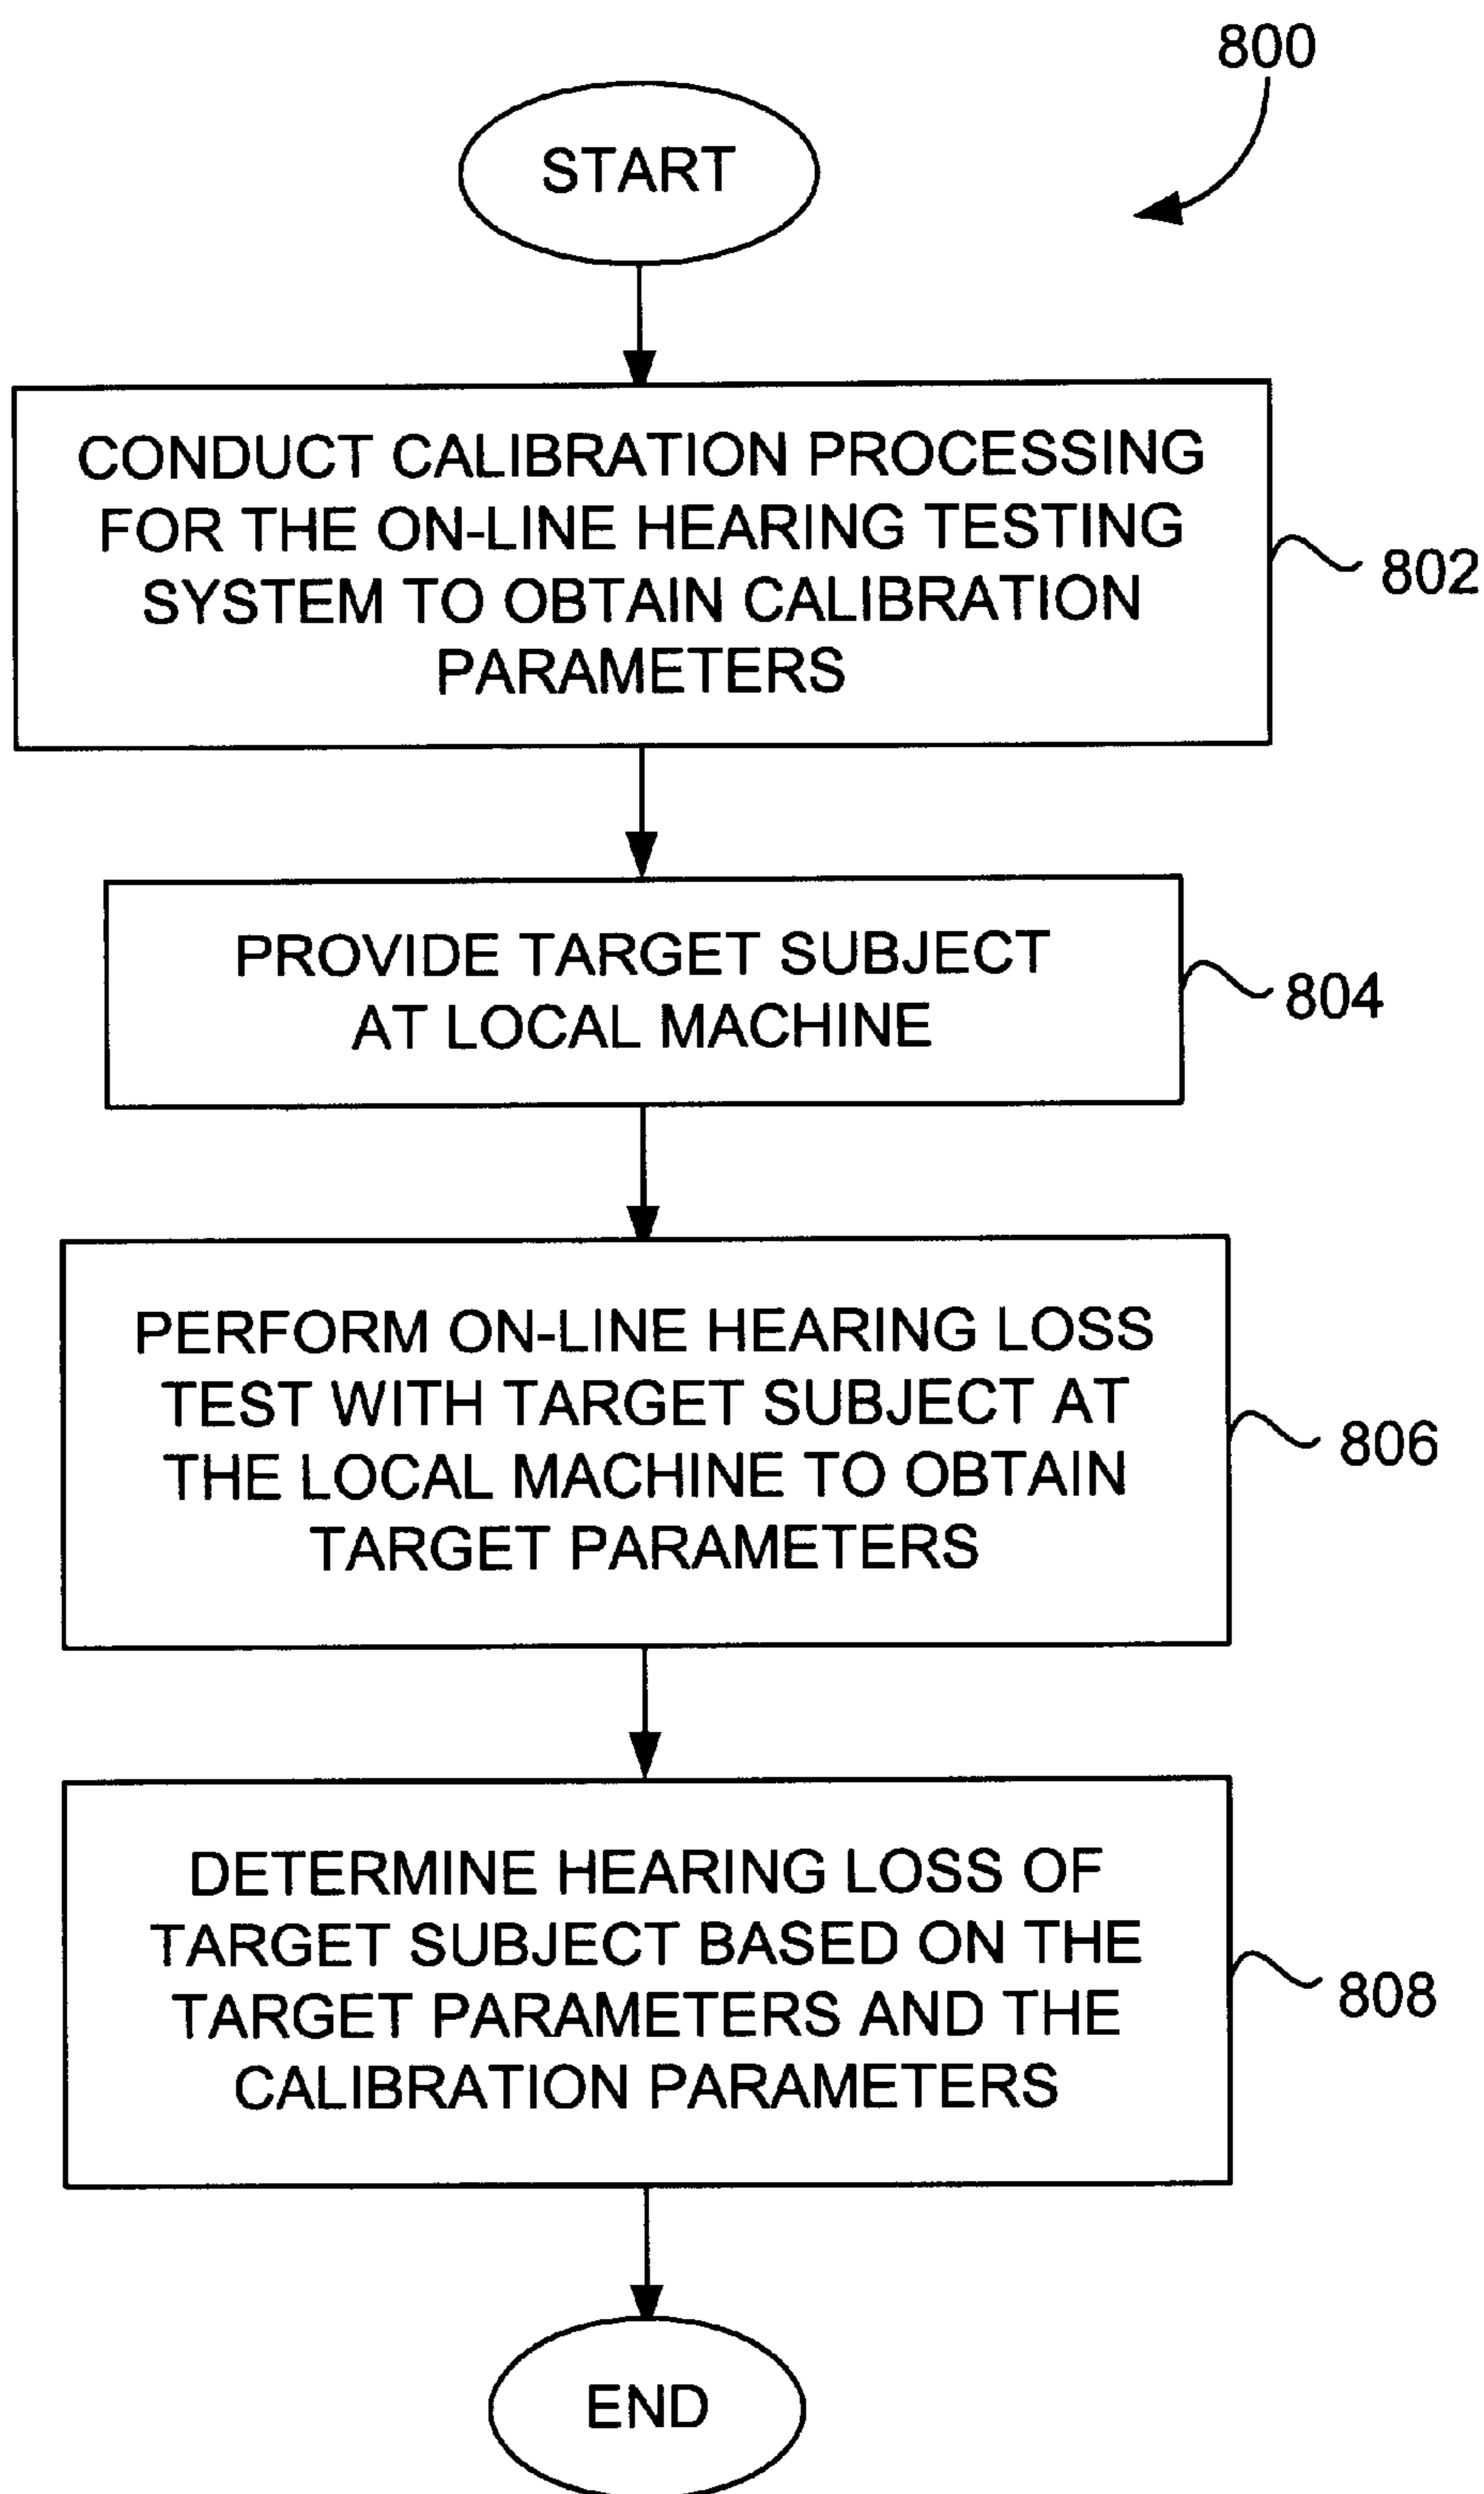 800
START
CONDUCT CALIBRATION PROCESSING
FOR THE ON-LINE HEARING TESTING
SYSTEM TO OBTAIN CALIBRATION
PARAMETERS
802
PROVIDE TARGET SUBJECT
AT LOCAL MACHINE
804
PERFORM ON-LINE HEARING LOSS
TEST WITH TARGET SUBJECT AT
THE LOCAL MACHINE TO OBTAIN
TARGET PARAMETERS
806
DETERMINE HEARING LOSS OF
TARGET SUBJECT BASED ON THE
TARGET PARAMETERS AND THE
CALIBRATION PARAMETERS
808
END